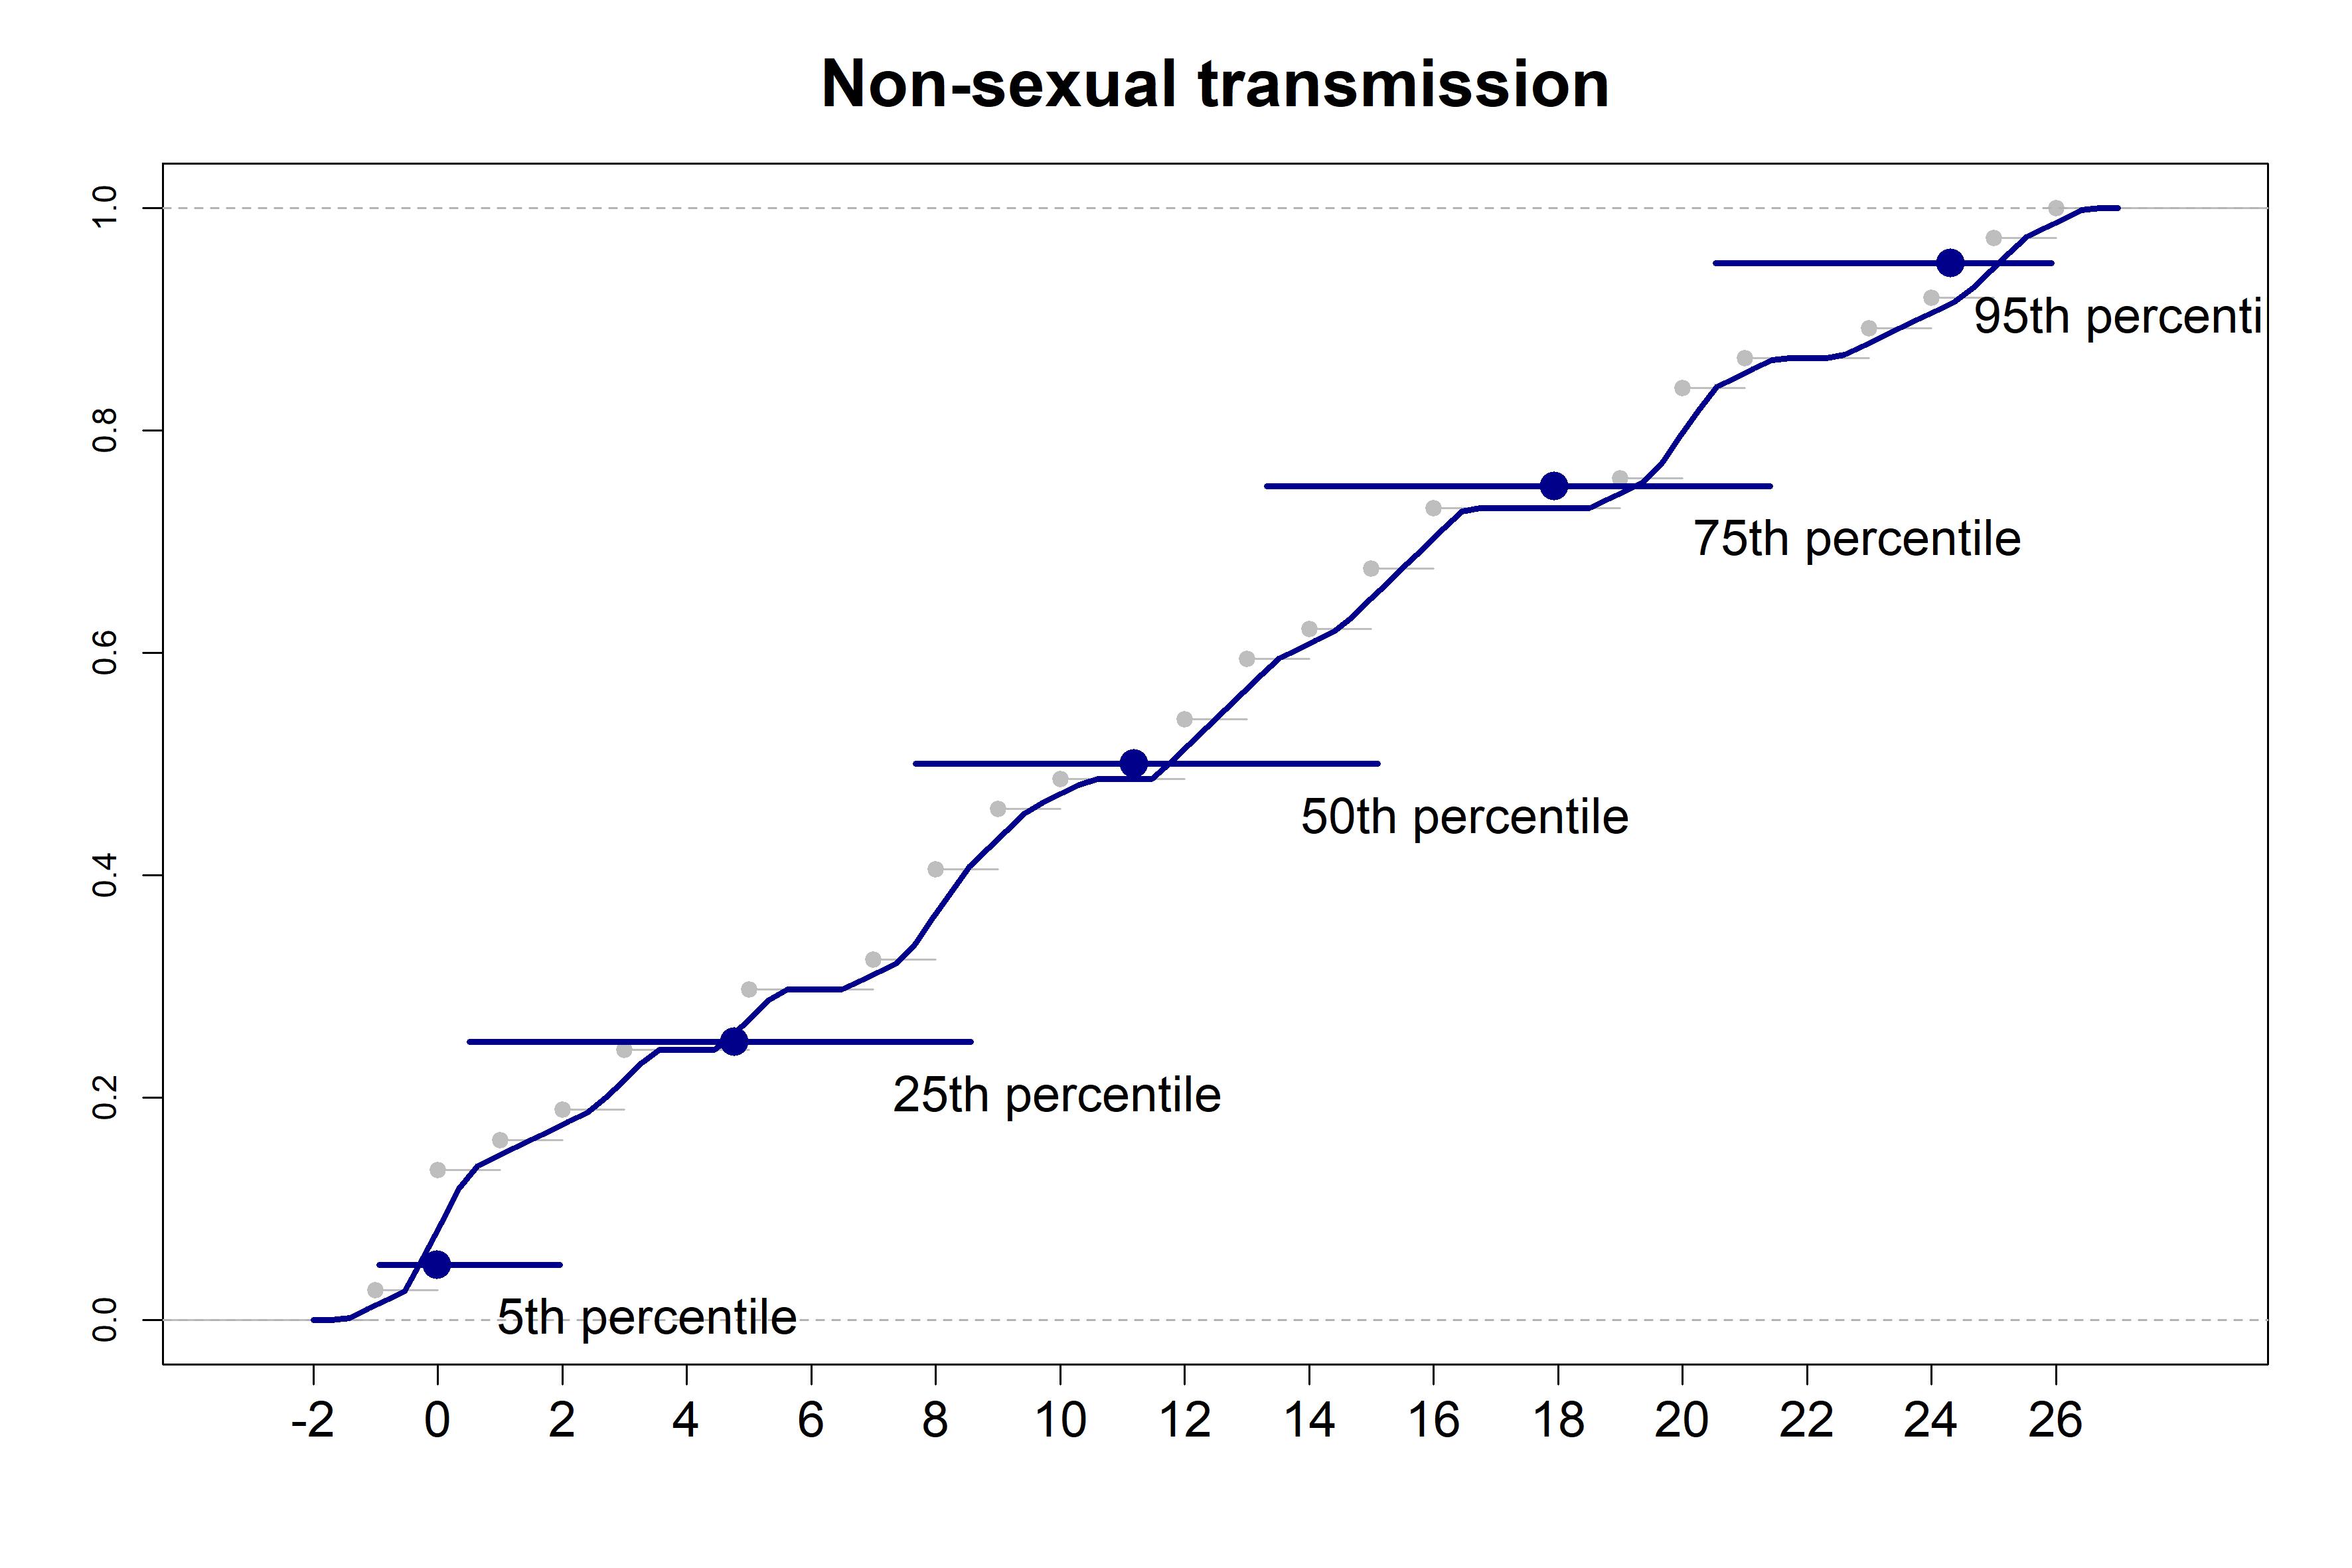 Non-sexual transmission
1.0
95th percenti
0.8
75th percentile
0.6
50th percentile
0.4
25th percentile
0.2
5th percentile
0.0
-2 0 2 4 6 8 10 12 14 16 18 20 22 24 26